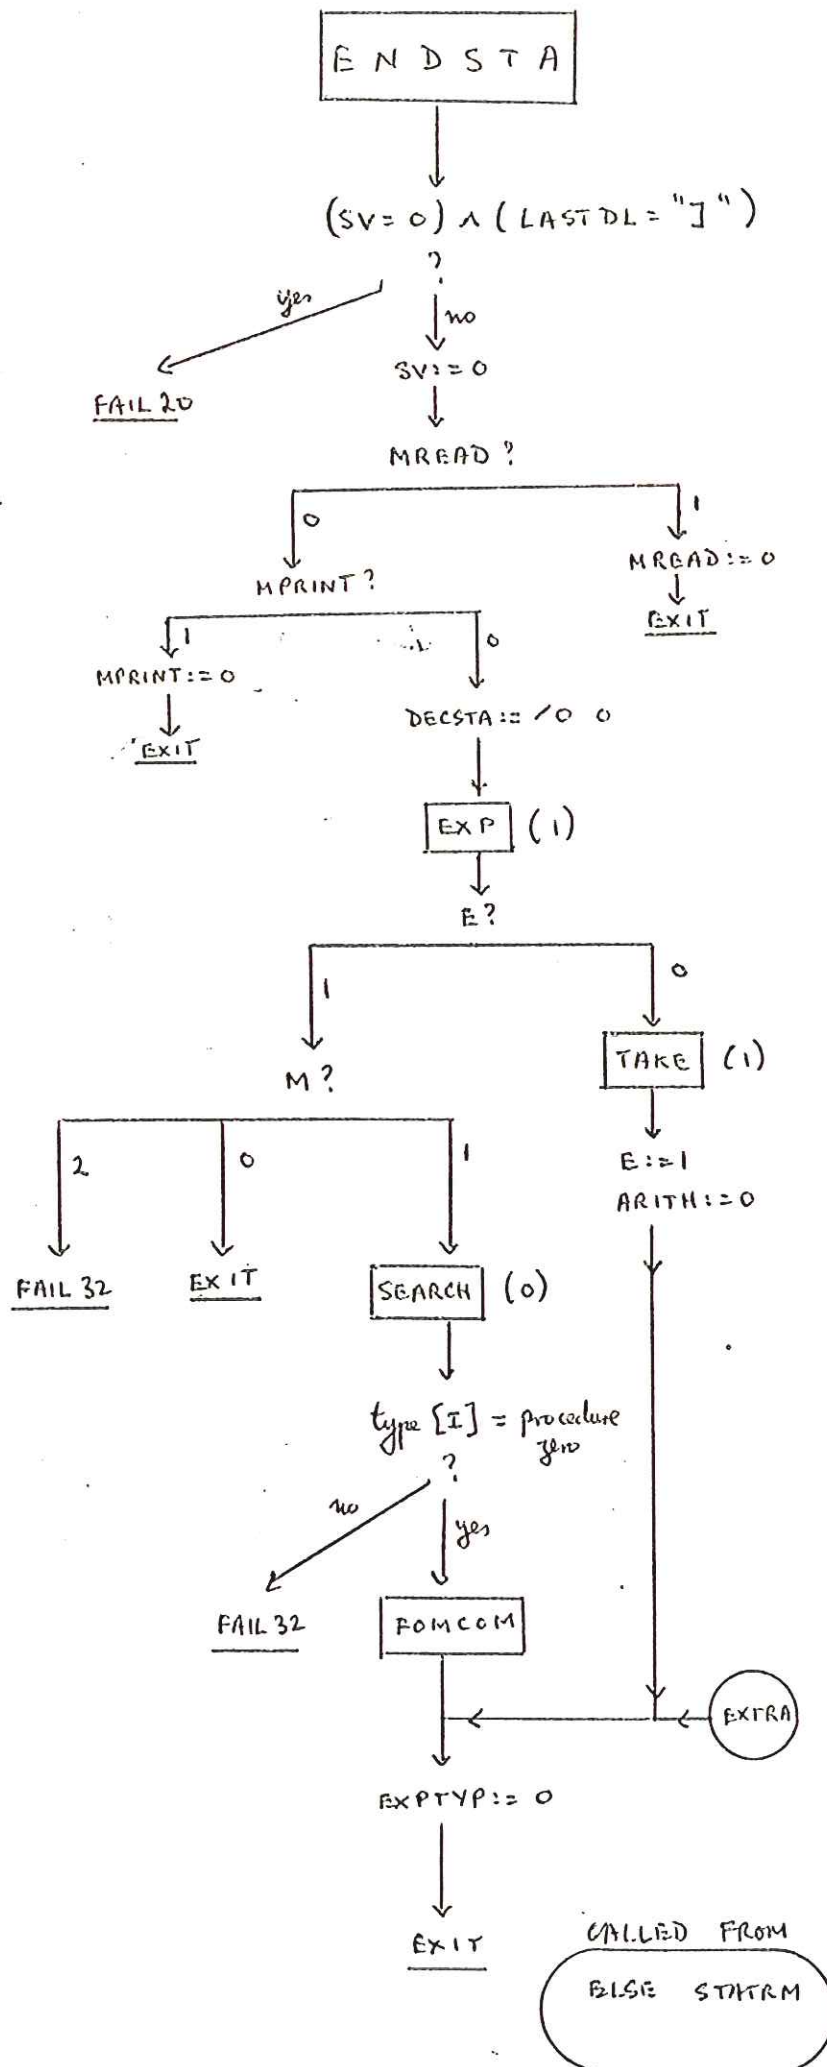 ENDSTA
(SV=0) ∧ (LASTDL="]")
?
yes
no
FAIL 20
SV:=0
MREAD?
0
1
MREAD:=0
EXIT
MPRINT?
1
0
MPRINT:=0
EXIT
DECSTA:= /0 0
EXP (1)
E?
1
0
TAKE (1)
E:=1
ARITH:=0
M?
2
0
1
FAIL 32
EXIT
SEARCH (0)
type [I] = procedure
zero
?
no
yes
FAIL 32
FOMCOM
EXTRA
EXPTYP:= 0
EXIT
CALLED FROM
ELSE STATRM